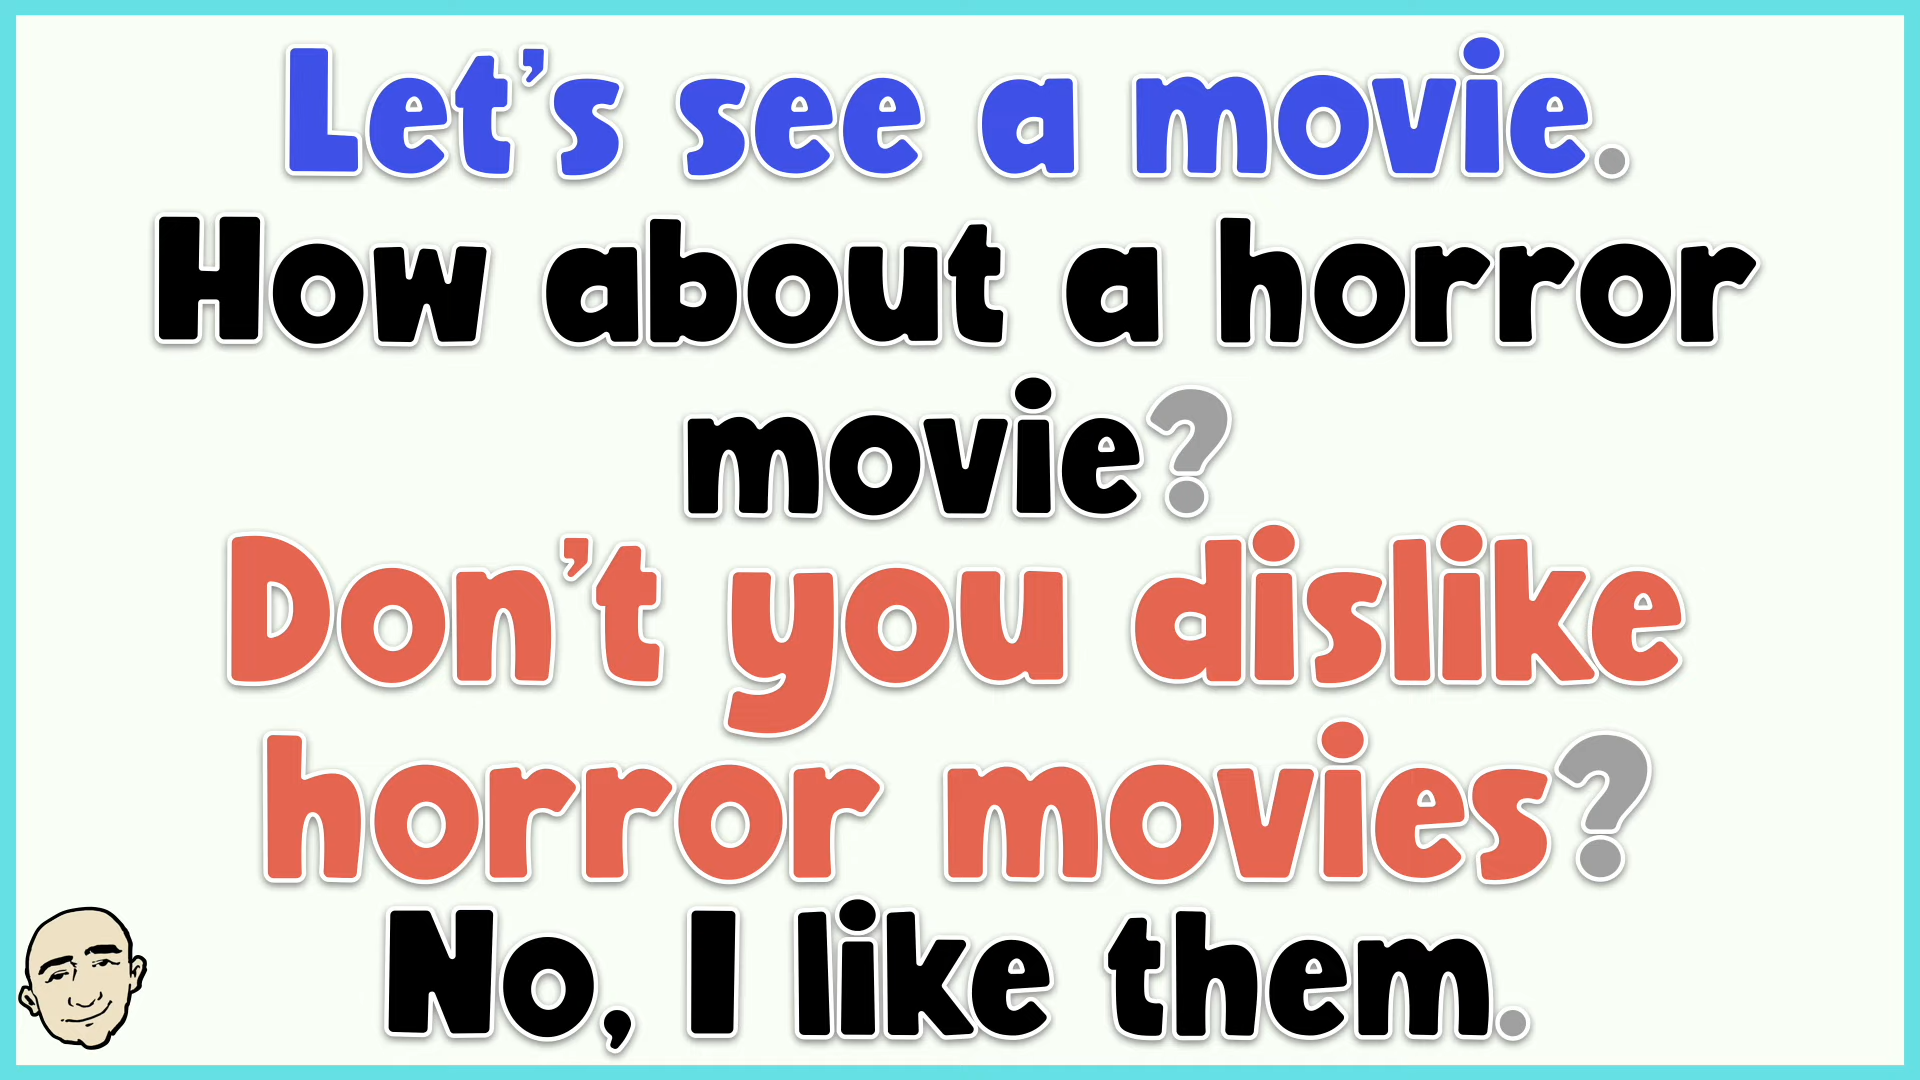 Let's see a movie.
How about a horror
movie?
Don't you dislike
horror movies?
No, I like them.